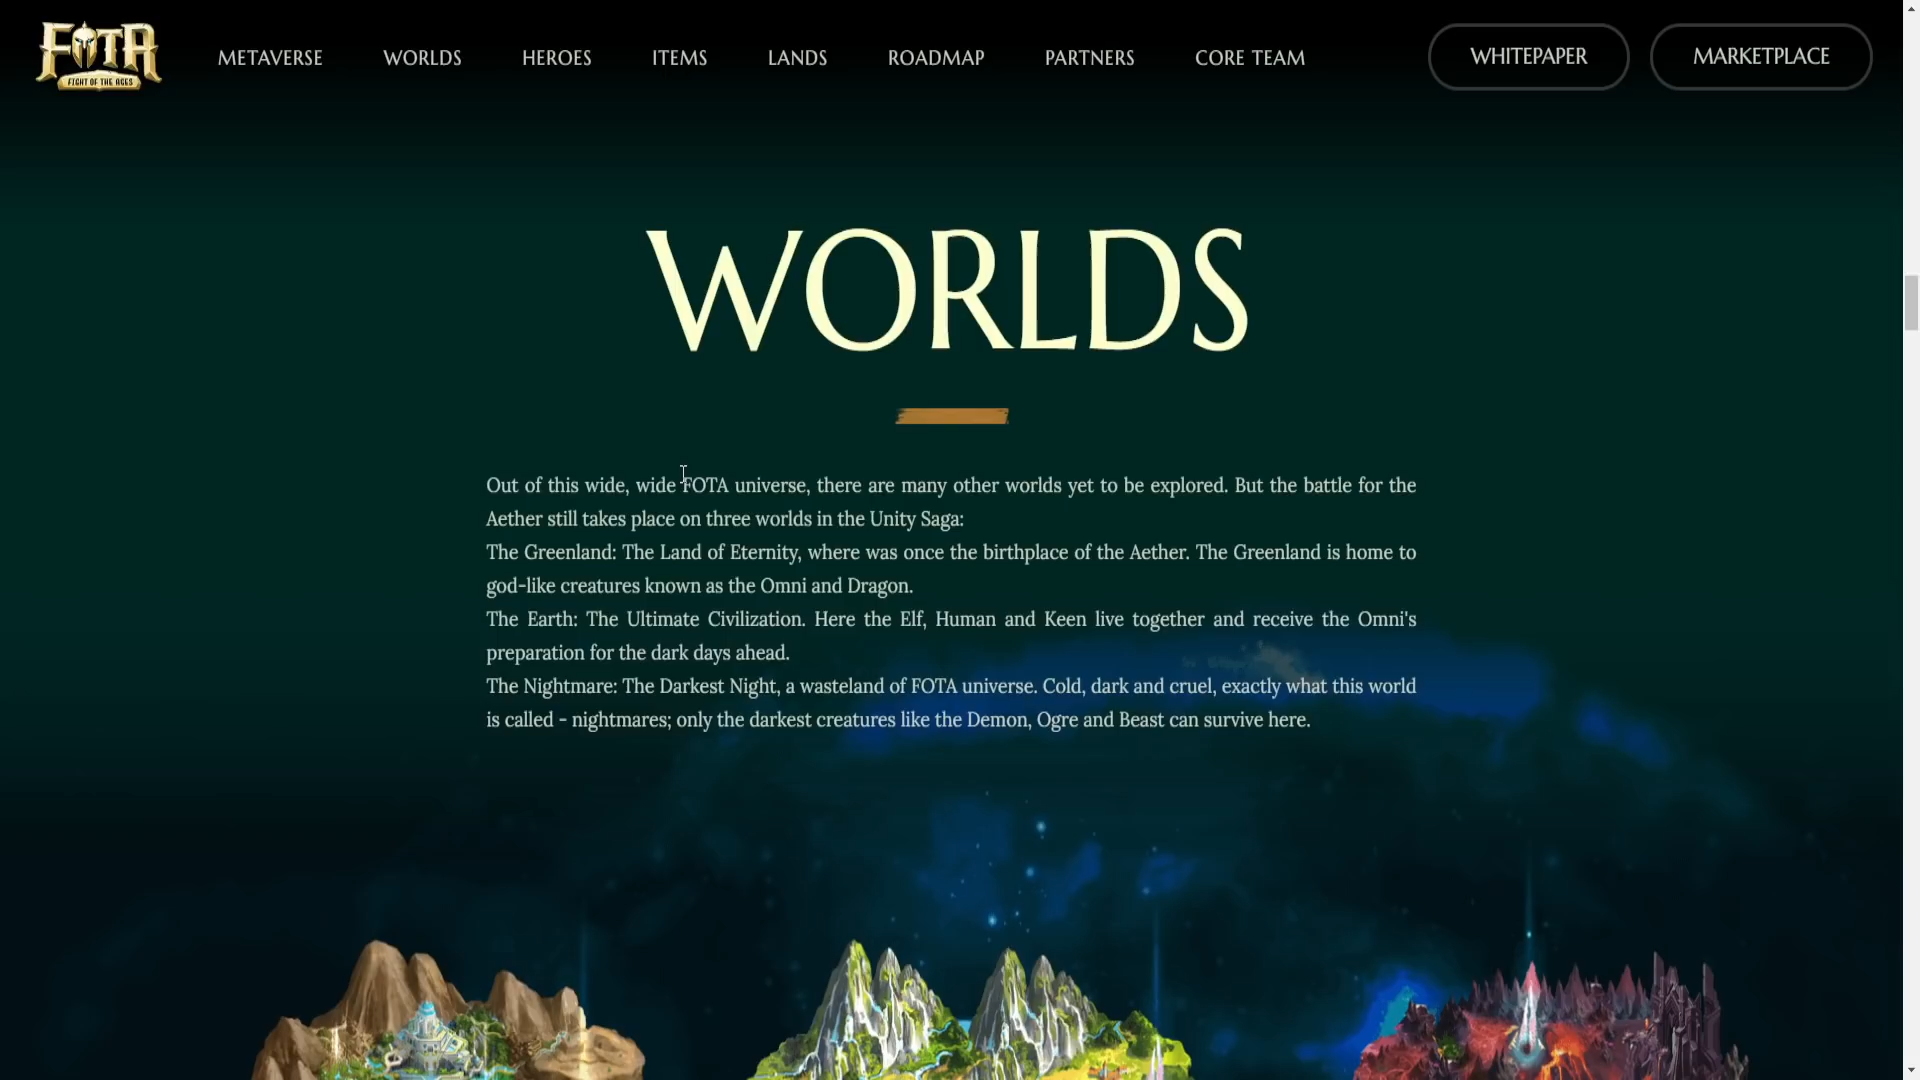 FOTA
FIGHT OF THE AGES
METAVERSE
WORLDS
HEROES
ITEMS
LANDS
ROADMAP
PARTNERS
CORE TEAM
WHITEPAPER
MARKETPLACE
WORLDS
Out of this wide, wide FOTA universe, there are many other worlds yet to be explored. But the battle for the
Aether still takes place on three worlds in the Unity Saga:
The Greenland: The Land of Eternity, where was once the birthplace of the Aether. The Greenland is home to
god-like creatures known as the Omni and Dragon.
The Earth: The Ultimate Civilization. Here the Elf, Human and Keen live together and receive the Omni's
preparation for the dark days ahead.
The Nightmare: The Darkest Night, a wasteland of FOTA universe. Cold, dark and cruel, exactly what this world
is called - nightmares; only the darkest creatures like the Demon, Ogre and Beast can survive here.